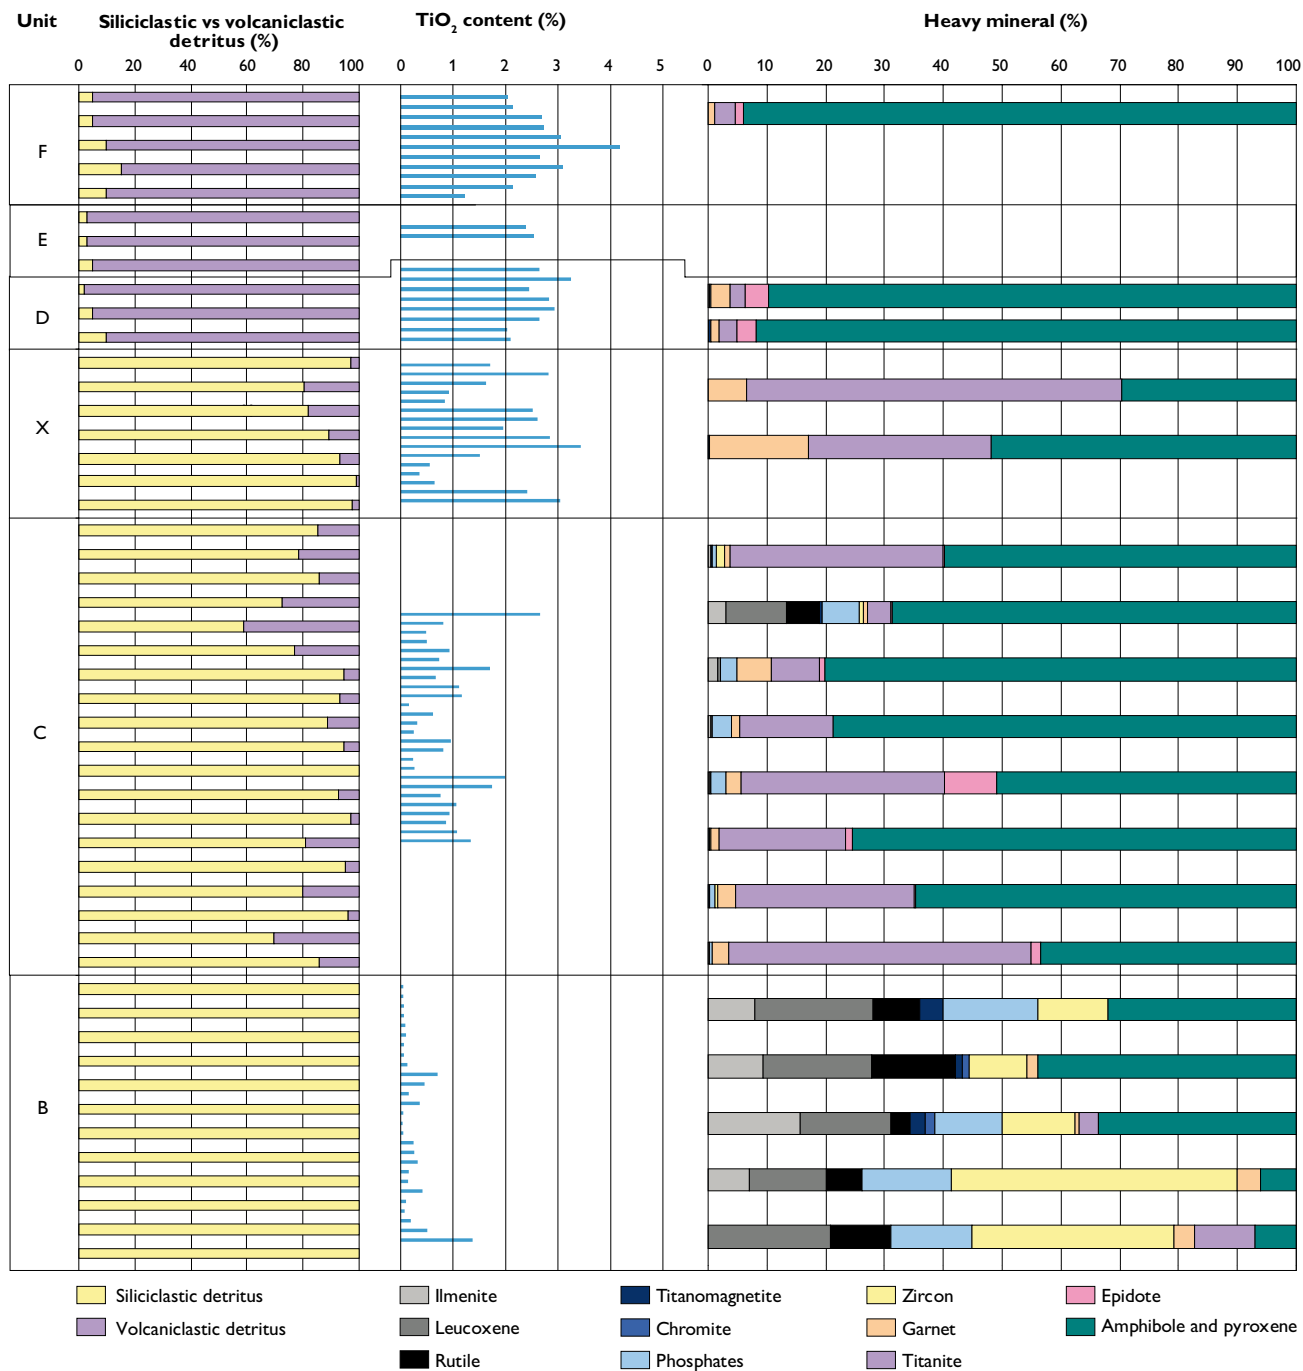 Unit
Siliciclastic vs volcaniclastic
detritus (%)
TiO₂ content (%)
Heavy mineral (%)
0 20 40 60 80 100
0 1 2 3 4 5
0 10 20 30 40 50 60 70 80 90 100
F
E
D
X
C
B
Siliciclastic detritus
Volcaniclastic detritus
Ilmenite
Leucoxene
Rutile
Titanomagnetite
Chromite
Phosphates
Zircon
Garnet
Titanite
Epidote
Amphibole and pyroxene